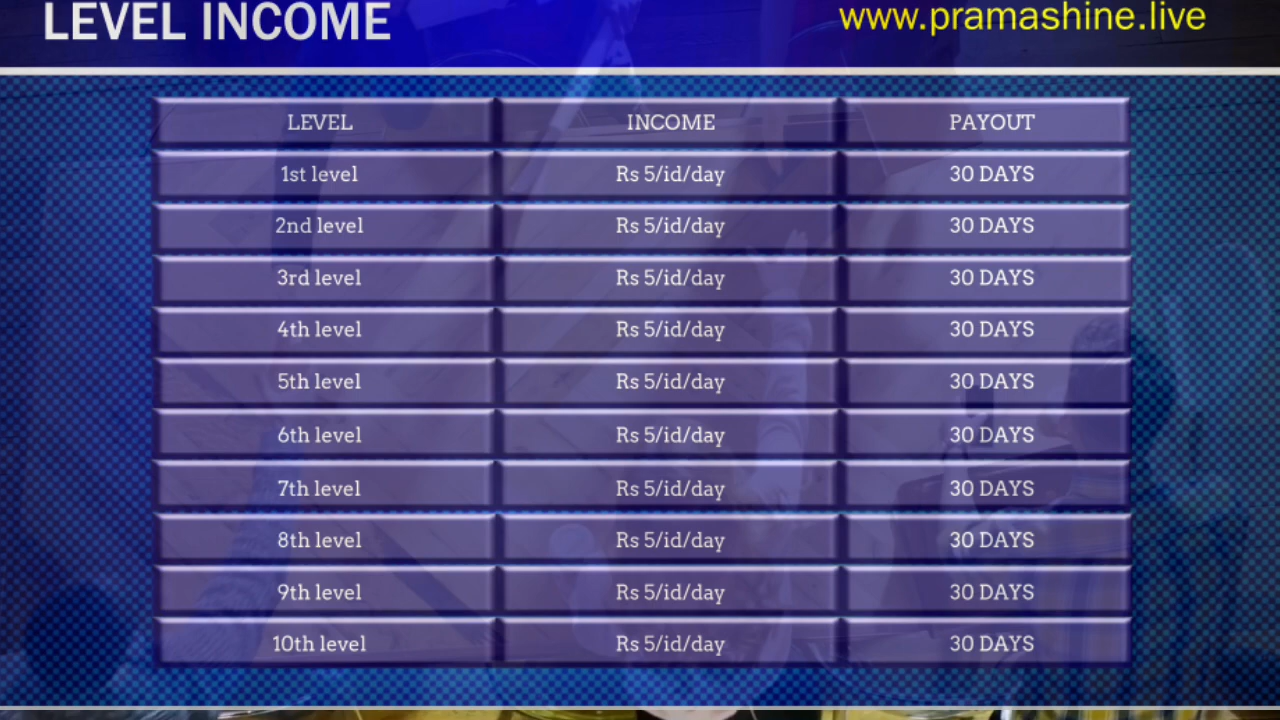 LEVEL INCOME
www.pramashine.live
LEVEL INCOME PAYOUT
1st level Rs 5/id/day 30 DAYS
2nd level Rs 5/id/day 30 DAYS
3rd level Rs 5/id/day 30 DAYS
4th level Rs 5/id/day 30 DAYS
5th level Rs 5/id/day 30 DAYS
6th level Rs 5/id/day 30 DAYS
7th level Rs 5/id/day 30 DAYS
8th level Rs 5/id/day 30 DAYS
9th level Rs 5/id/day 30 DAYS
10th level Rs 5/id/day 30 DAYS